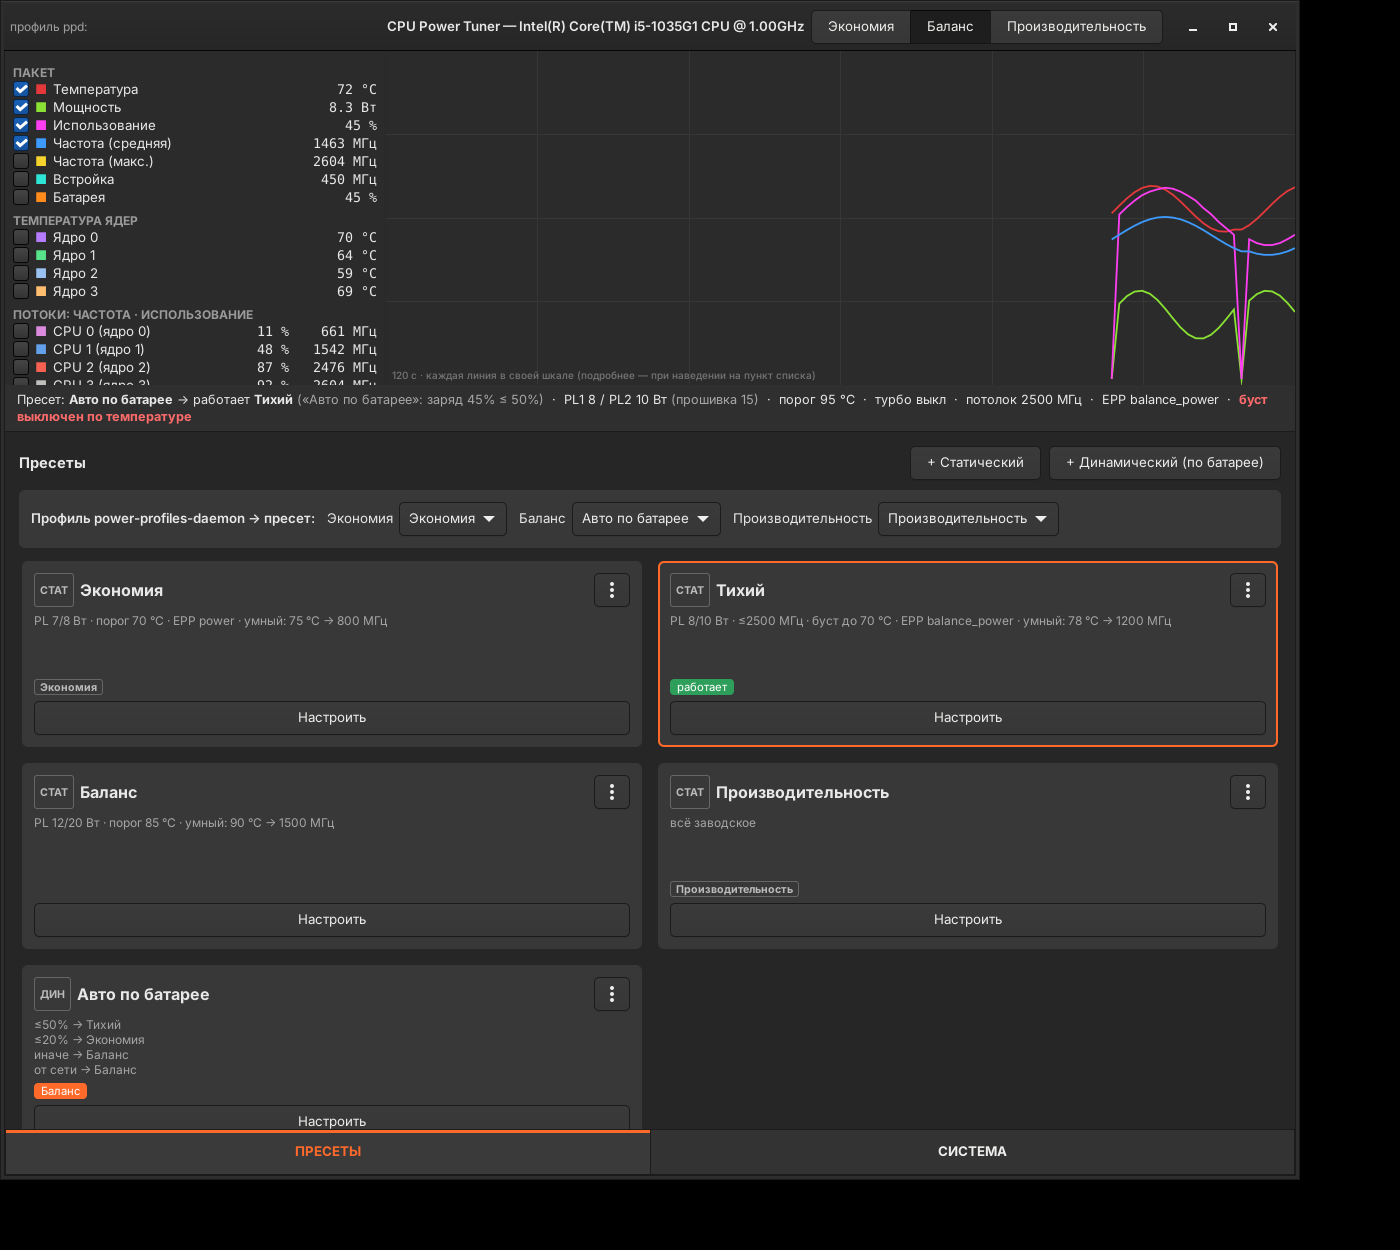 профиль ppd:
CPU Power Tuner — Intel(R) Core(TM) i5-1035G1 CPU @ 1.00GHz
Экономия
Баланс
Производительность
ПАКЕТ
Температура 72 °C
Мощность 8.3 Вт
Использование 45 %
Частота (средняя) 1463 МГц
Частота (макс.) 2604 МГц
Встройка 450 МГц
Батарея 45 %
ТЕМПЕРАТУРА ЯДЕР
Ядро 0 70 °C
Ядро 1 64 °C
Ядро 2 59 °C
Ядро 3 69 °C
ПОТОКИ: ЧАСТОТА · ИСПОЛЬЗОВАНИЕ
CPU 0 (ядро 0) 11 % 661 МГц
CPU 1 (ядро 1) 48 % 1542 МГц
CPU 2 (ядро 2) 87 % 2476 МГц
CPU 3 (ядро 3) 92 % 2604 МГц
120 с · каждая линия в своей шкале (подробнее — при наведении на пункт списка)
Пресет: Авто по батарее → работает Тихий («Авто по батарее»: заряд 45% ≤ 50%) · PL1 8 / PL2 10 Вт (прошивка 15) · порог 95 °C · турбо выкл · потолок 2500 МГц · EPP balance_power · буст
выключен по температуре
Пресеты
+ Статический
+ Динамический (по батарее)
Профиль power-profiles-daemon → пресет: Экономия Экономия Баланс Авто по батарее Производительность Производительность
СТАТ Экономия
PL 7/8 Вт · порог 70 °C · EPP power · умный: 75 °C → 800 МГц
Экономия
Настроить
СТАТ Тихий
PL 8/10 Вт · ≤2500 МГц · буст до 70 °C · EPP balance_power · умный: 78 °C → 1200 МГц
работает
Настроить
СТАТ Баланс
PL 12/20 Вт · порог 85 °C · умный: 90 °C → 1500 МГц
Настроить
СТАТ Производительность
всё заводское
Производительность
Настроить
ДИН Авто по батарее
≤50% → Тихий
≤20% → Экономия
иначе → Баланс
от сети → Баланс
Баланс
Настроить
ПРЕСЕТЫ
СИСТЕМА